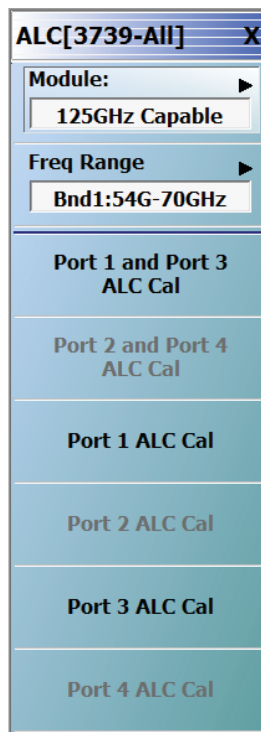 ALC[3739-All] X
Module:
125GHz Capable
Freq Range
Bnd1:54G-70GHz
Port 1 and Port 3
ALC Cal
Port 2 and Port 4
ALC Cal
Port 1 ALC Cal
Port 2 ALC Cal
Port 3 ALC Cal
Port 4 ALC Cal